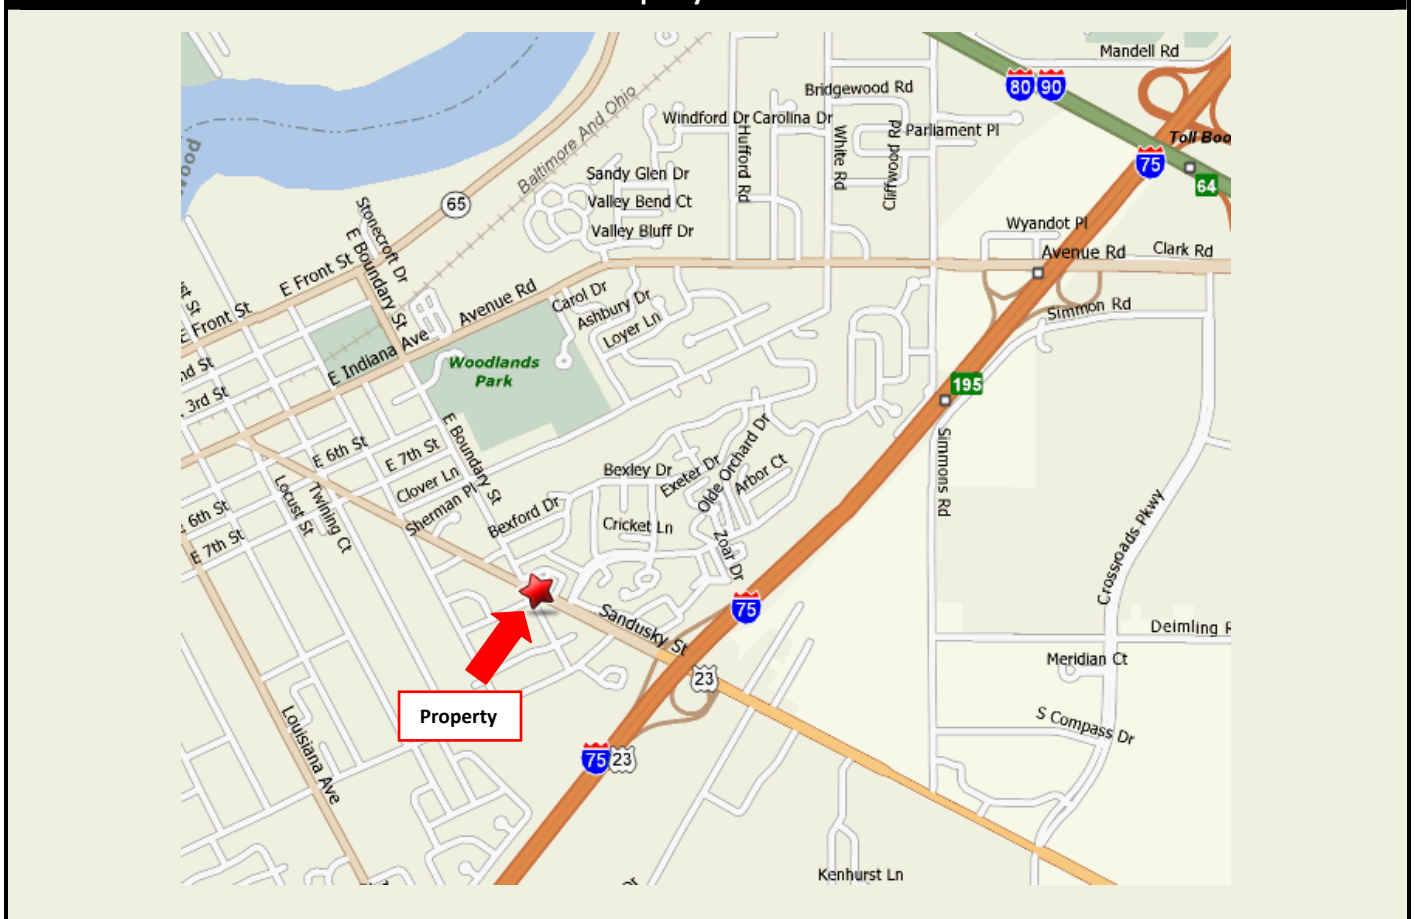 Mandell Rd
80 90
Bridgewood Rd
Baltimore And Ohio
Windford Dr
Carolina Dr
Parliament Pl
Hufford Rd
White Rd
Cliffwood Rd
Toll Boo
75
64
wood
Sandy Glen Dr
Valley Bend Ct
Valley Bluff Dr
65
Stonecroft Dr
E Boundary St
Wyandot Pl
Avenue Rd
Clark Rd
E Front St
E Front St
Avenue Rd
Carol Dr
Ashbury Dr
Loyer Ln
Simmon Rd
E Indiana Ave
Woodlands
Park
3rd St
195
E Boundary St
E 6th St
E 7th St
Clover Ln
Sherman Pl
Bexley Dr
Exeter Dr
Olde Orchard Dr
Arbor Ct
Simmons Rd
Locust St
Twining Ct
6th St
E 7th St
Bexford Dr
Cricket Ln
Zoar Dr
Crossroads Pkwy
75
Sandusky St
Deimling R
Meridian Ct
23
Property
Louisiana Ave
S Compass Dr
75 23
Kenhurst Ln